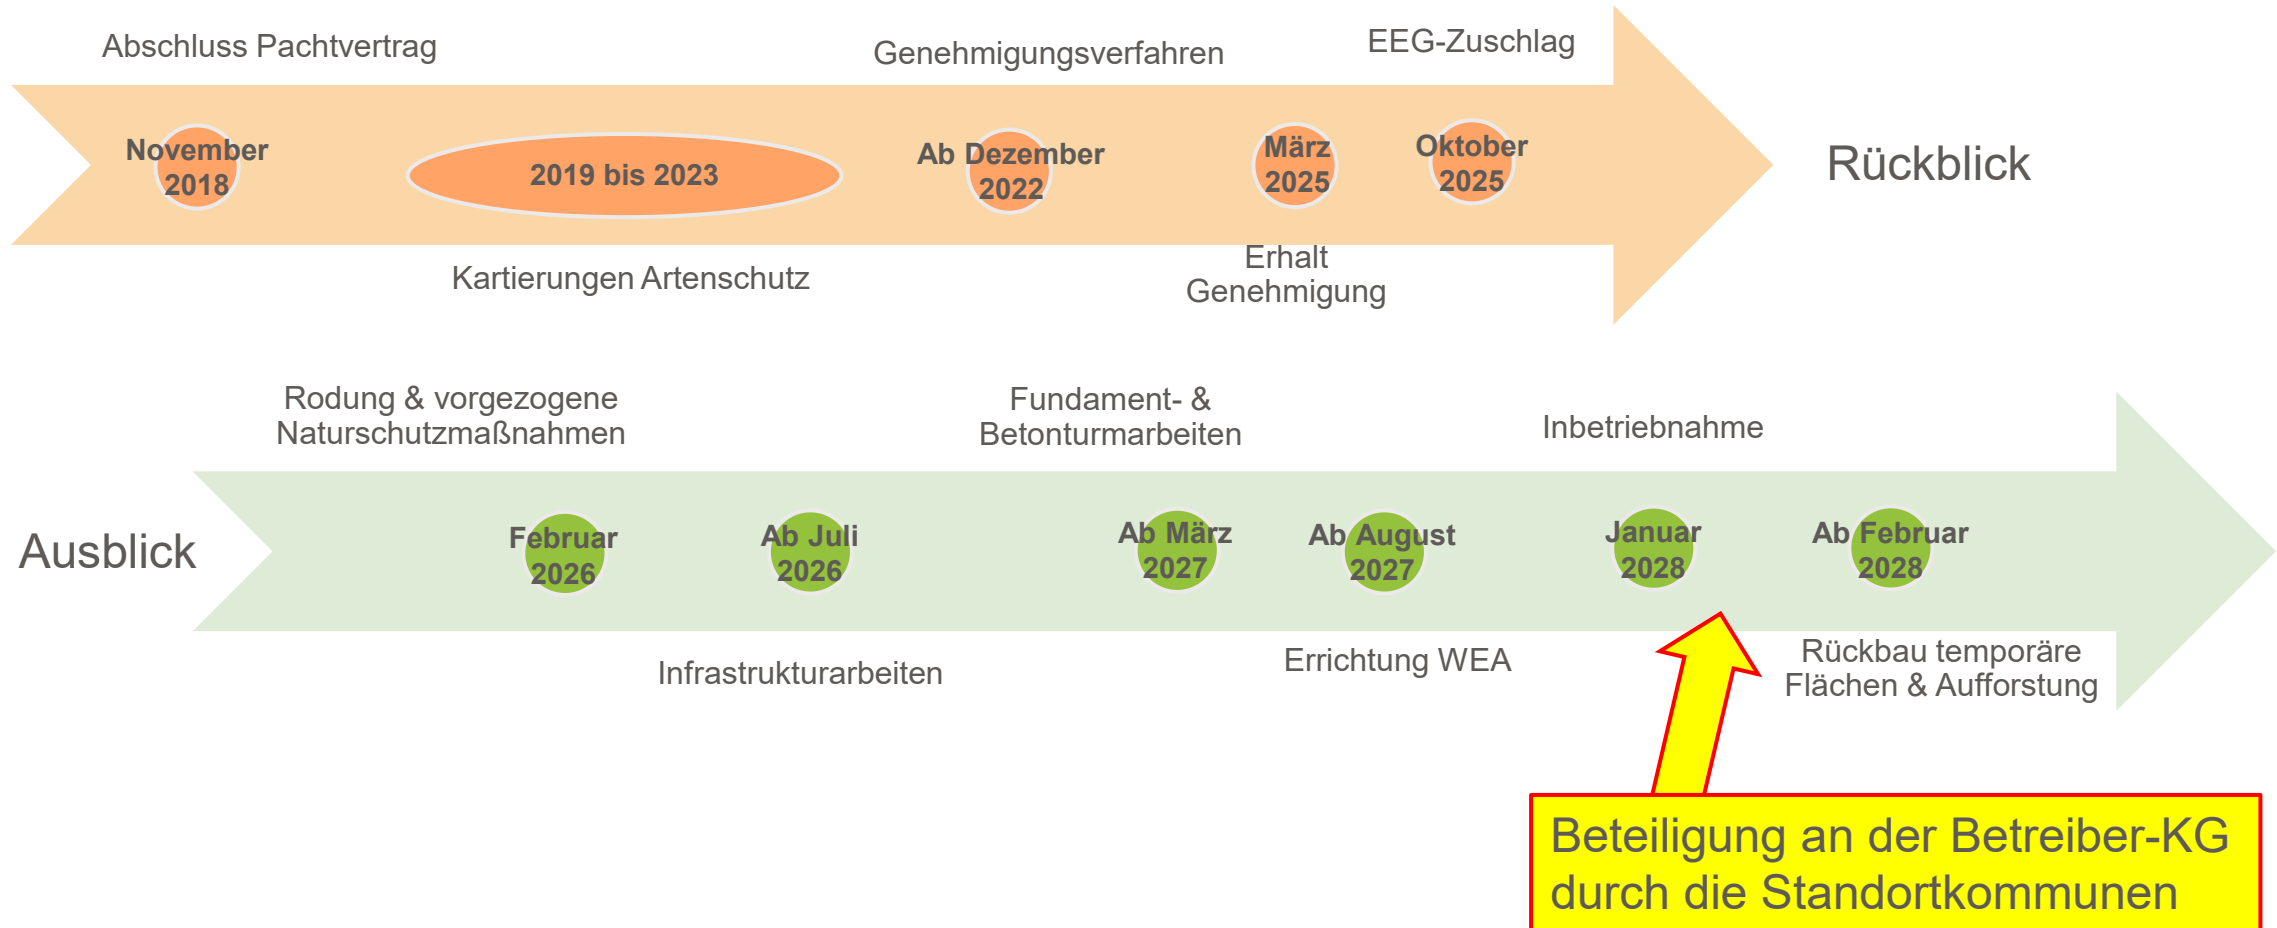 Abschluss Pachtvertrag
Genehmigungsverfahren
EEG-Zuschlag
November
2018
2019 bis 2023
Ab Dezember
2022
März
2025
Oktober
2025
Rückblick
Kartierungen Artenschutz
Erhalt
Genehmigung
Rodung & vorgezogene
Naturschutzmaßnahmen
Fundament- &
Betonturmarbeiten
Inbetriebnahme
Ausblick
Februar
2026
Ab Juli
2026
Ab März
2027
Ab August
2027
Januar
2028
Ab Februar
2028
Infrastrukturarbeiten
Errichtung WEA
Rückbau temporäre
Flächen & Aufforstung
Beteiligung an der Betreiber-KG
durch die Standortkommunen